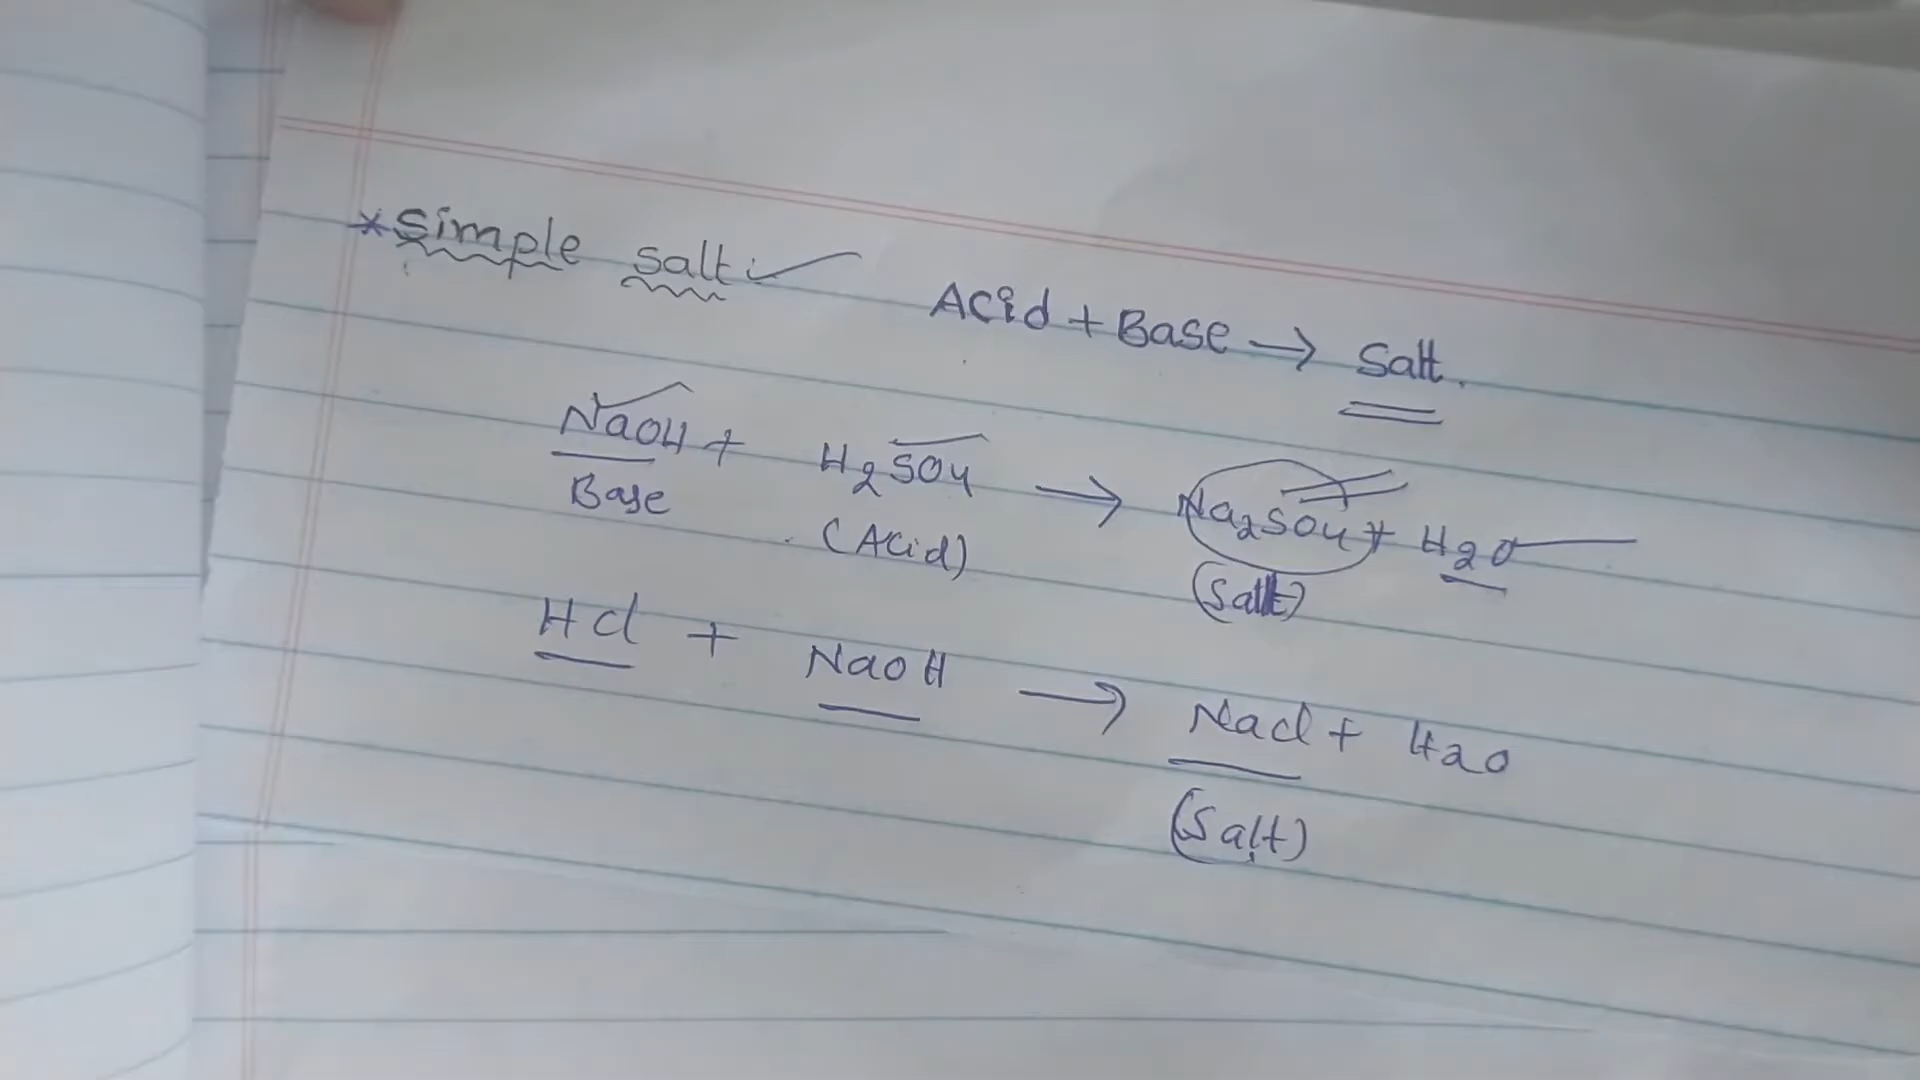 *Simple salt:
Acid + Base → Salt.
NaOH + H2SO4 → Na2SO4 + H2O
Base (Acid) (Salt)
HCl + NaOH → NaCl + H2O
(Salt)